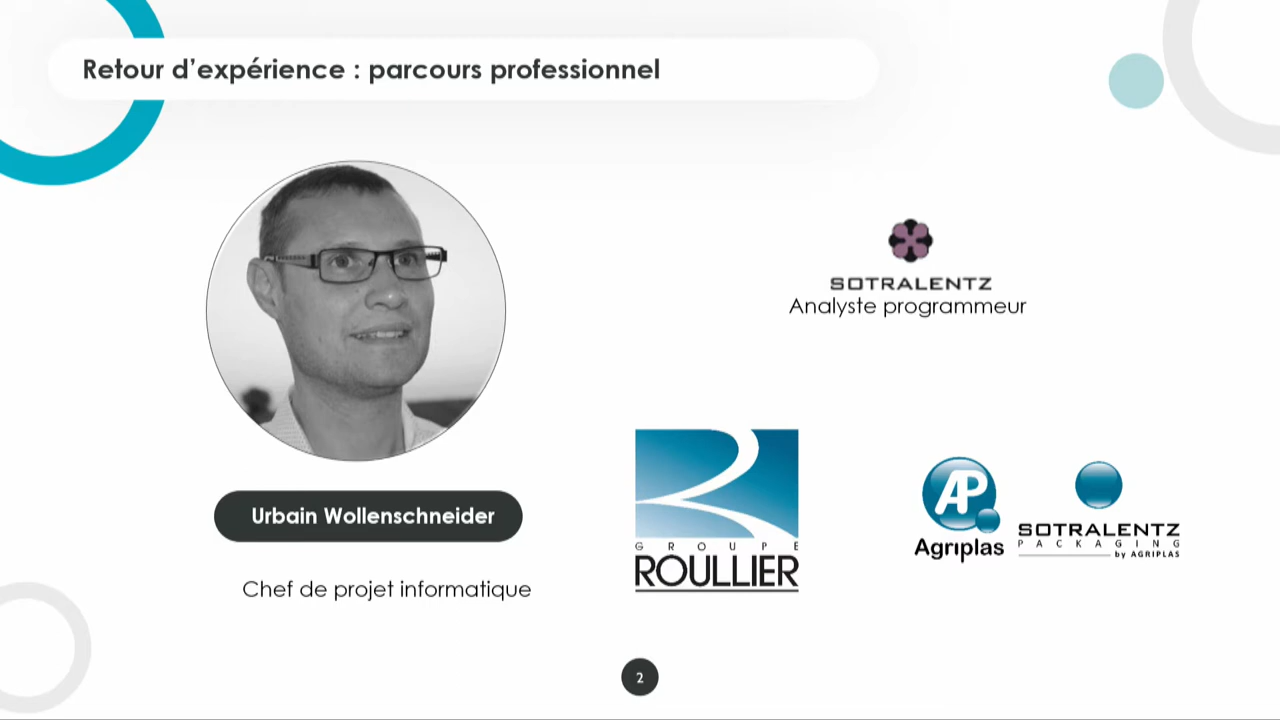 Retour d'expérience : parcours professionnel
SOTRALENTZ
Analyste programmeur
Urbain Wollenschneider
Chef de projet informatique
GROUPE
ROULLIER
AP
Agriplas
SOTRALENTZ
PACKAGING
by AGRIPLAS
2